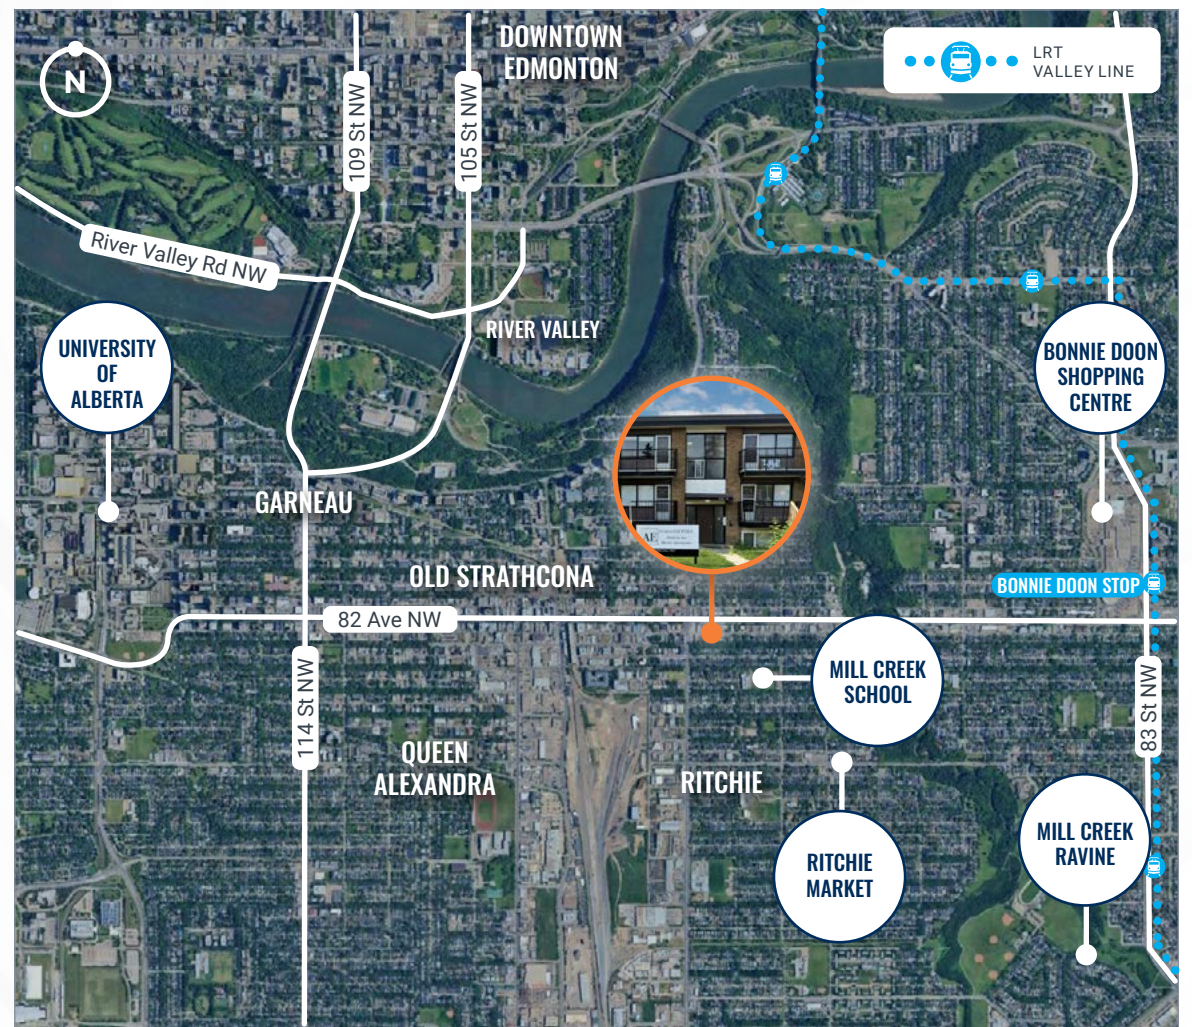 DOWNTOWN
EDMONTON
LRT
VALLEY LINE
N
109 St NW
105 St NW
River Valley Rd NW
RIVER VALLEY
UNIVERSITY
OF
ALBERTA
BONNIE DOON
SHOPPING
CENTRE
GARNEAU
AE
OLD STRATHCONA
BONNIE DOON STOP
82 Ave NW
MILL CREEK
SCHOOL
114 St NW
83 St NW
QUEEN
ALEXANDRA
RITCHIE
MILL CREEK
RAVINE
RITCHIE
MARKET